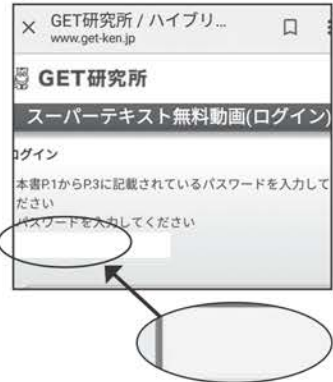 GET研究所 / ハイブリ...
www.get-ken.jp
GET研究所
スーパーテキスト無料動画(ログイン)
ログイン
本書P.1からP.3に記載されているパスワードを入力して
ださい
パスワードを入力してください